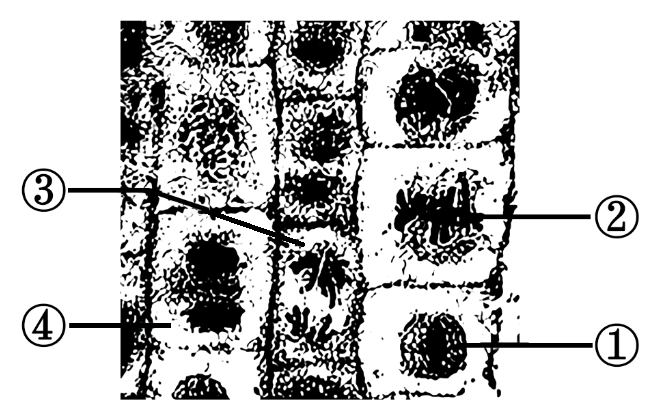 ③
②
④
①